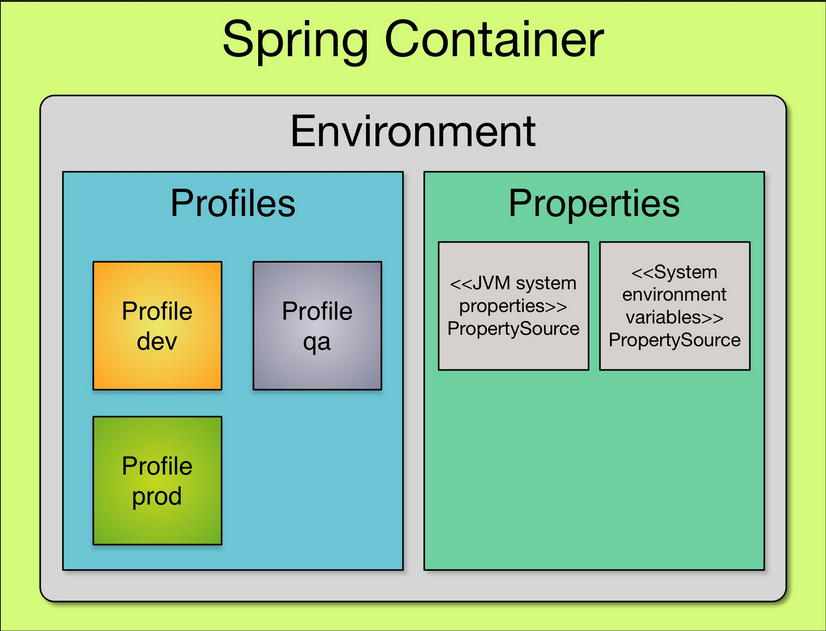 Spring Container
Environment
Profiles
Profile
dev
Profile
qa
Profile
prod
Properties
<<JVM system
properties>>
PropertySource
<<System
environment
variables>>
PropertySource